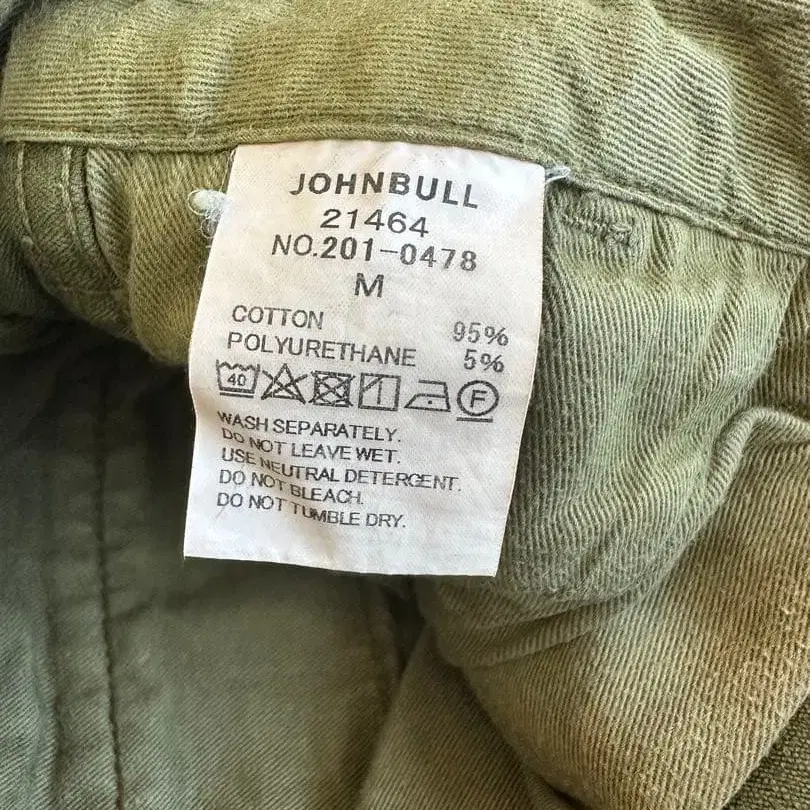 JOHNBULL
21464
NO.201-0478
M
COTTON 95%
POLYURETHANE 5%
40 F
WASH SEPARATELY.
DO NOT LEAVE WET.
USE NEUTRAL DETERGENT.
DO NOT BLEACH.
DO NOT TUMBLE DRY.